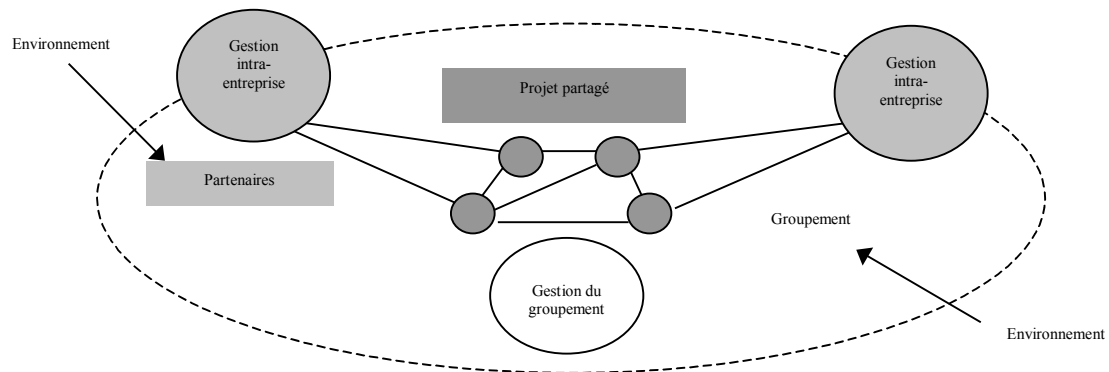 Environnement
Gestion
intra-
entreprise
Projet partagé
Gestion
intra-
entreprise
Partenaires
Groupement
Gestion du
groupement
Environnement